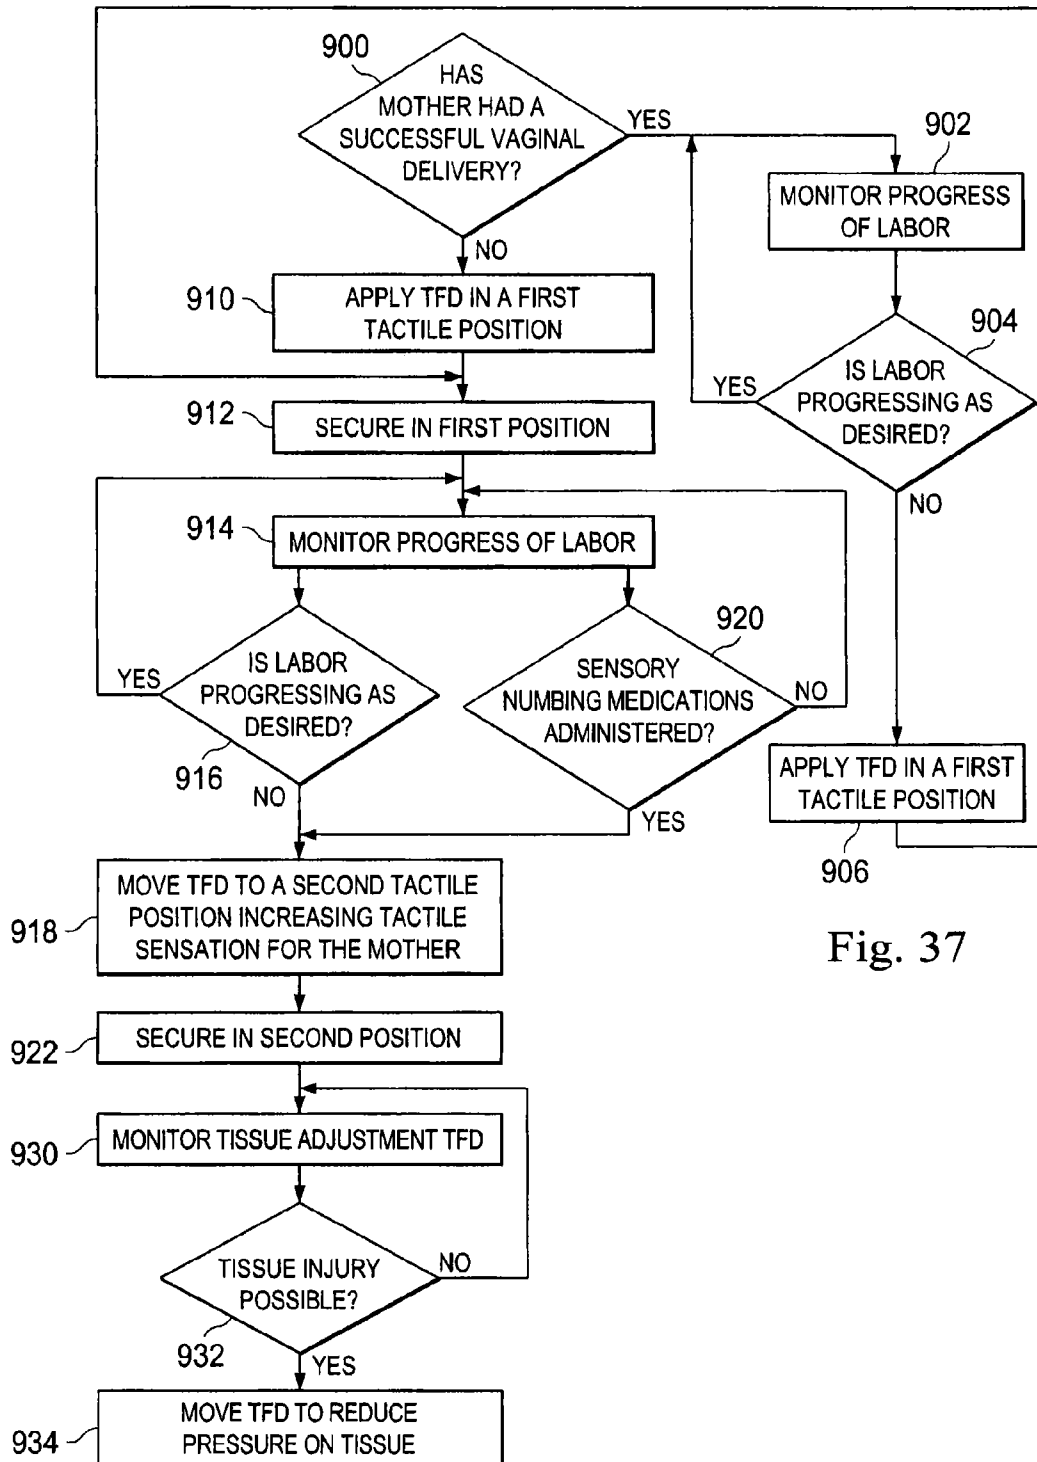 900
HAS
MOTHER HAD A
SUCCESSFUL VAGINAL
DELIVERY?
YES
NO
902
MONITOR PROGRESS
OF LABOR
904
IS LABOR
PROGRESSING AS
DESIRED?
YES
NO
910
APPLY TFD IN A FIRST
TACTILE POSITION
912
SECURE IN FIRST POSITION
914
MONITOR PROGRESS OF LABOR
IS LABOR
PROGRESSING AS
DESIRED?
YES
916
NO
920
SENSORY
NUMBING MEDICATIONS
ADMINISTERED?
NO
YES
APPLY TFD IN A FIRST
TACTILE POSITION
906
918
MOVE TFD TO A SECOND TACTILE
POSITION INCREASING TACTILE
SENSATION FOR THE MOTHER
Fig. 37
922
SECURE IN SECOND POSITION
930
MONITOR TISSUE ADJUSTMENT TFD
TISSUE INJURY
POSSIBLE?
NO
932
YES
934
MOVE TFD TO REDUCE
PRESSURE ON TISSUE